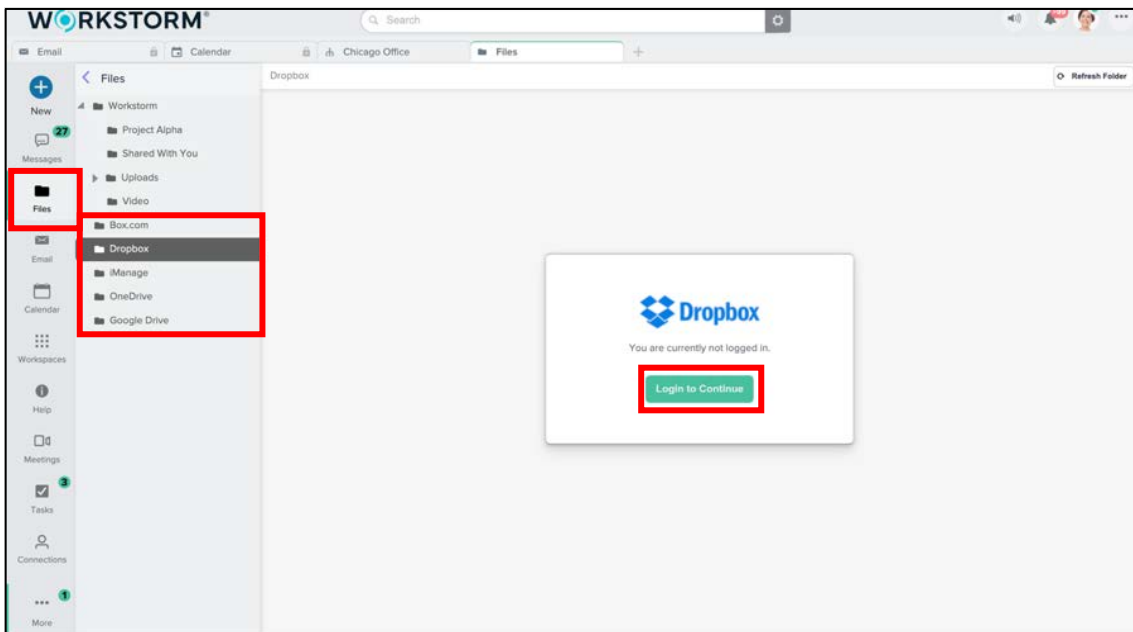 WORKSTORM®
Search
Email
Calendar
Chicago Office
Files
Files
Dropbox
Refresh Folder
New
Workstorm
Project Alpha
27
Shared With You
Messages
Uploads
Files
Video
Box.com
Dropbox
Email
iManage
OneDrive
Calendar
Google Drive
Dropbox
You are currently not logged in.
Workspaces
Login to Continue
Help
Meetings
3
Tasks
Connections
1
More